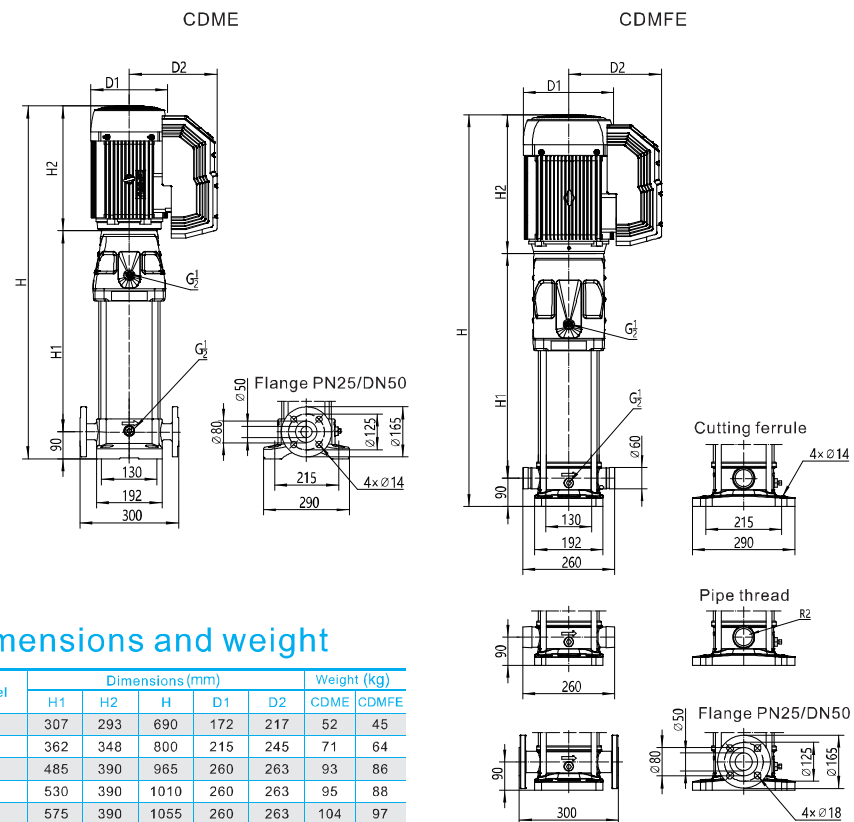 CDME
CDMFE
D2
D1
H2
H
H1
90
G1/2
G1/2
130
192
300
Flange PN25/DN50
Ø50
Ø80
Ø125
Ø165
215
290
4×Ø14
D2
D1
H2
H
H1
90
G1/2
G1/2
Ø60
130
192
260
Cutting ferrule
4×Ø14
215
290
Pipe thread
R2
90
260
Flange PN25/DN50
Ø50
Ø80
Ø125
Ø165
90
300
4×Ø18
mensions and weight
el Dimensions(mm) Weight (kg)
H1 H2 H D1 D2 CDME CDMFE
307 293 690 172 217 52 45
362 348 800 215 245 71 64
485 390 965 260 263 93 86
530 390 1010 260 263 95 88
575 390 1055 260 263 104 97